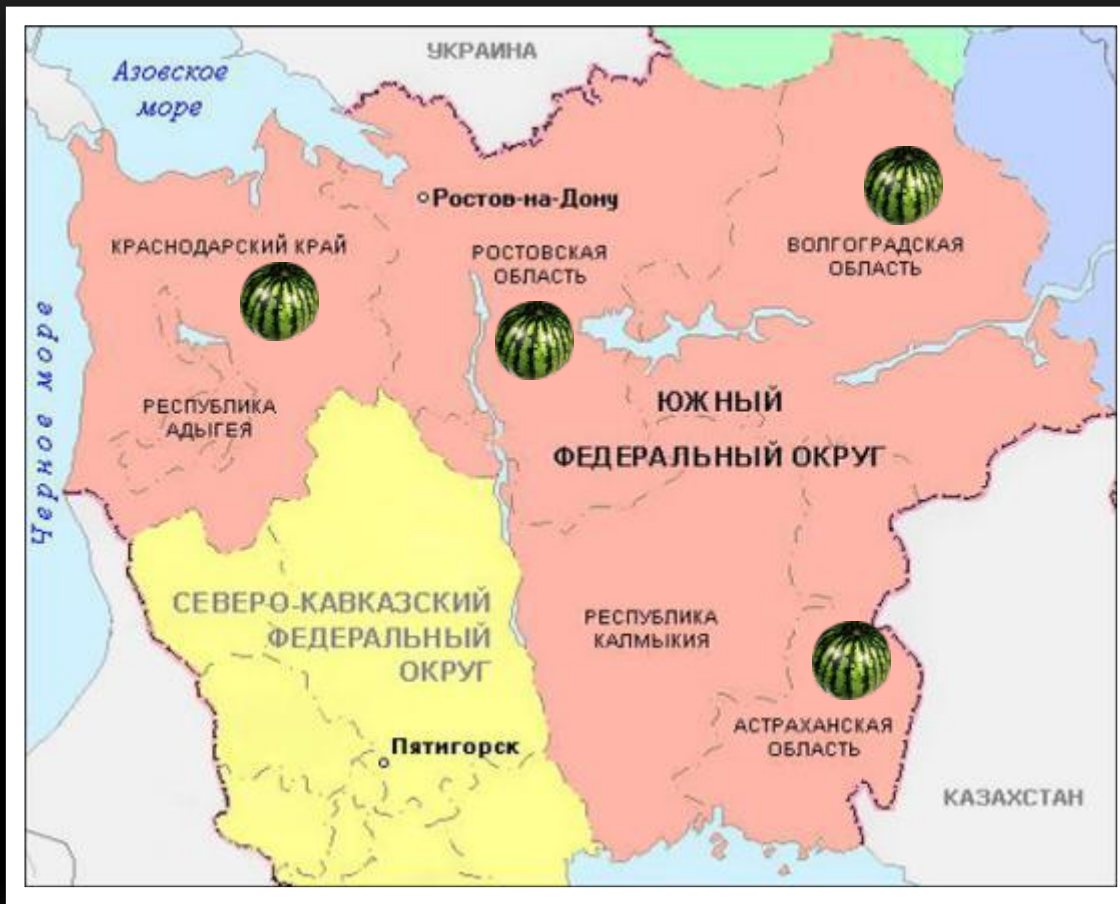 УКРАИНА
Азовское
море
Ростов-на-Дону
КРАСНОДАРСКИЙ КРАЙ
РОСТОВСКАЯ
ОБЛАСТЬ
ВОЛГОГРАДСКАЯ
ОБЛАСТЬ
Черное море
РЕСПУБЛИКА
АДЫГЕЯ
ЮЖНЫЙ
ФЕДЕРАЛЬНЫЙ ОКРУГ
СЕВЕРО-КАВКАЗСКИЙ
ФЕДЕРАЛЬНЫЙ
ОКРУГ
РЕСПУБЛИКА
КАЛМЫКИЯ
Пятигорск
АСТРАХАНСКАЯ
ОБЛАСТЬ
КАЗАХСТАН